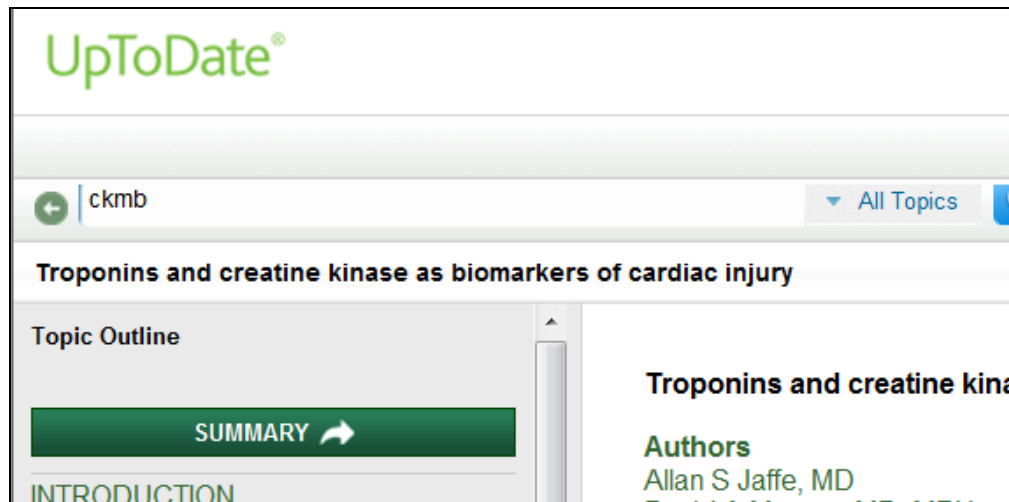 UpToDate®
ckmb
All Topics
Troponins and creatine kinase as biomarkers of cardiac injury
Topic Outline
SUMMARY
INTRODUCTION
Troponins and creatine kina
Authors
Allan S Jaffe, MD